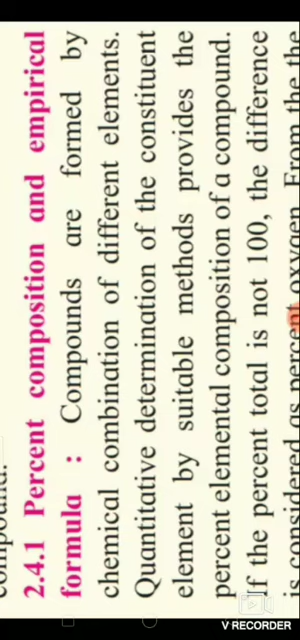 compound.
2.4.1 Percent composition and empirical
formula : Compounds are formed by
chemical combination of different elements.
Quantitative determination of the constituent
element by suitable methods provides the
percent elemental composition of a compound.
If the percent total is not 100, the difference
is considered as percent oxygen. From the the
V RECORDER